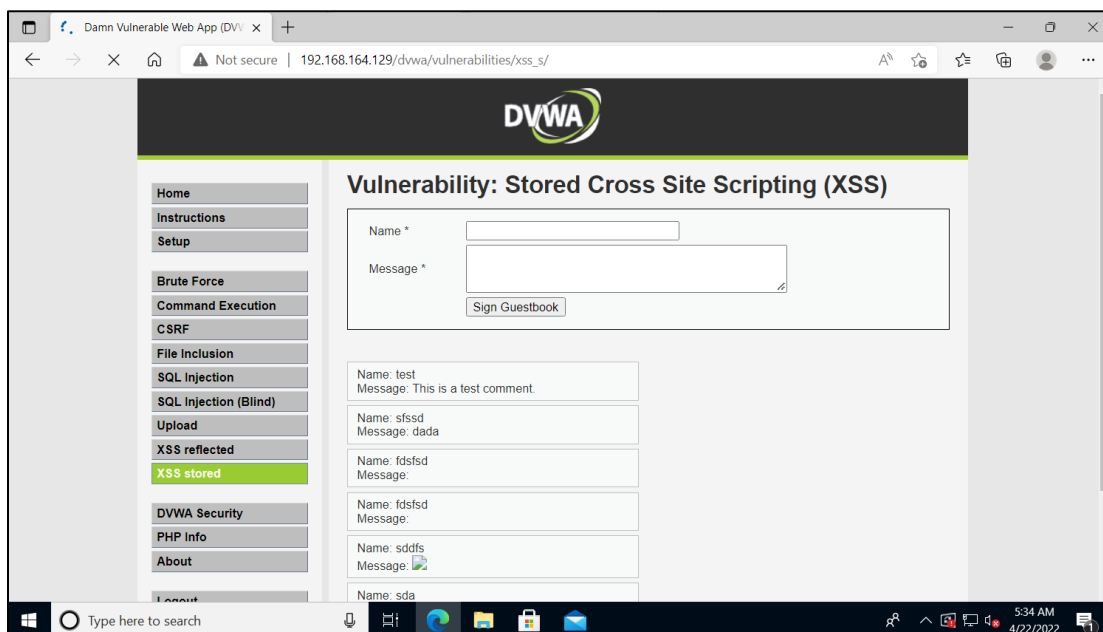 Damn Vulnerable Web App (DVW
Not secure | 192.168.164.129/dvwa/vulnerabilities/xss_s/
DVWA
Home
Instructions
Setup
Brute Force
Command Execution
CSRF
File Inclusion
SQL Injection
SQL Injection (Blind)
Upload
XSS reflected
XSS stored
DVWA Security
PHP Info
About
Logout
Vulnerability: Stored Cross Site Scripting (XSS)
Name *
Message *
Sign Guestbook
Name: test
Message: This is a test comment.
Name: sfssd
Message: dada
Name: fdsfsd
Message:
Name: fdsfsd
Message:
Name: sddfs
Message:
Name: sda
Type here to search
5:34 AM
4/22/2022